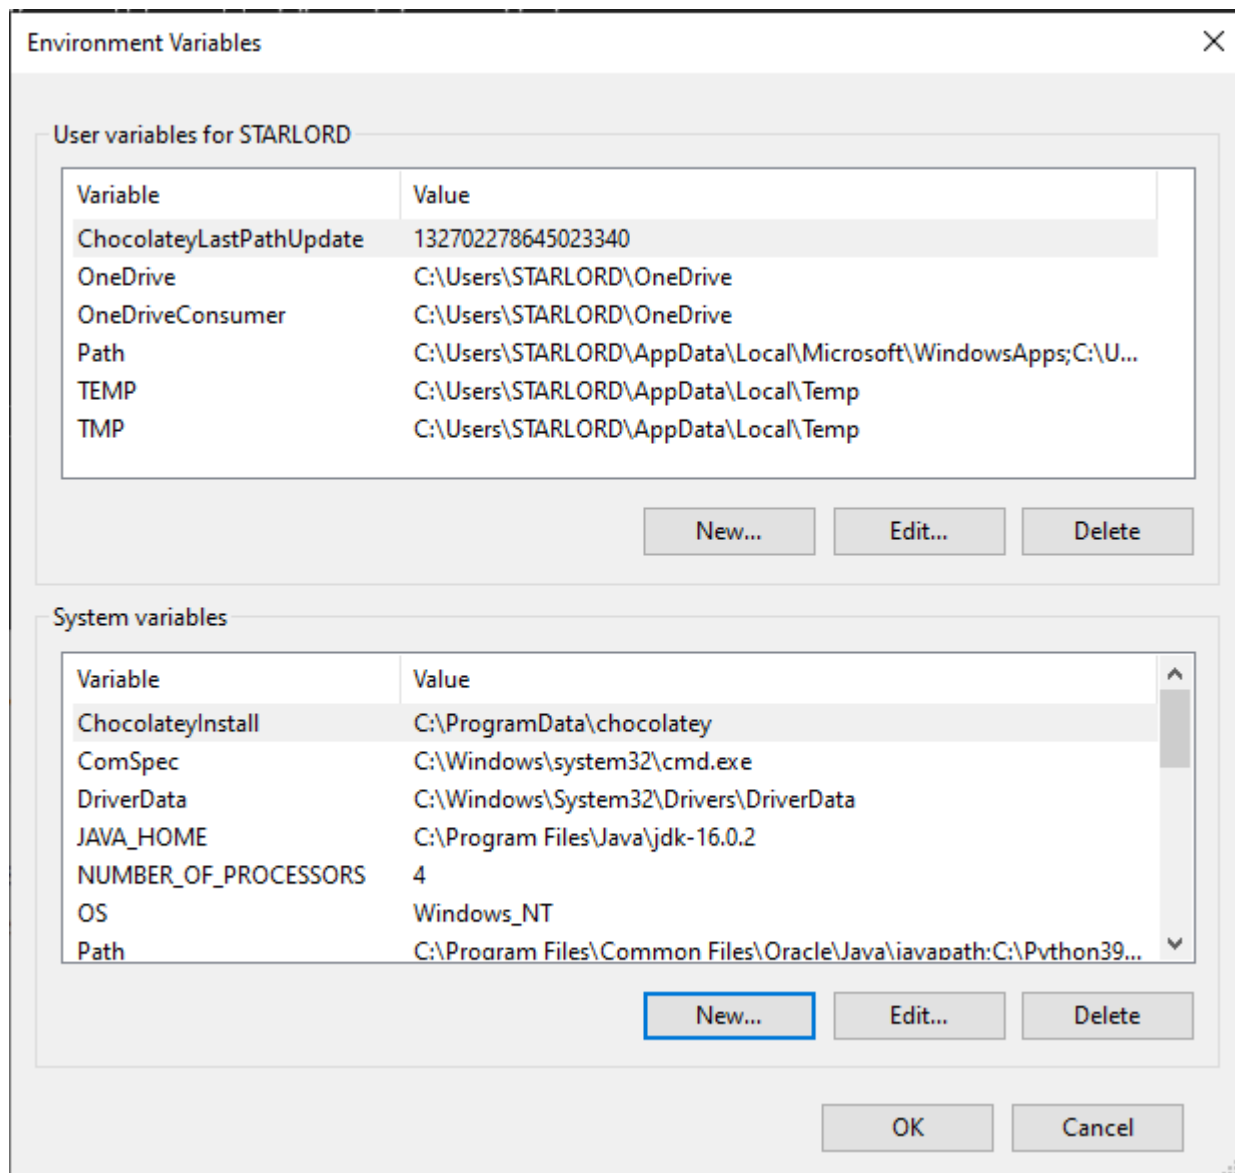 Environment Variables
User variables for STARLORD
Variable Value
ChocolateyLastPathUpdate 132702278645023340
OneDrive C:\Users\STARLORD\OneDrive
OneDriveConsumer C:\Users\STARLORD\OneDrive
Path C:\Users\STARLORD\AppData\Local\Microsoft\WindowsApps;C:\U...
TEMP C:\Users\STARLORD\AppData\Local\Temp
TMP C:\Users\STARLORD\AppData\Local\Temp
New... Edit... Delete
System variables
Variable Value
ChocolateyInstall C:\ProgramData\chocolatey
ComSpec C:\Windows\system32\cmd.exe
DriverData C:\Windows\System32\Drivers\DriverData
JAVA_HOME C:\Program Files\Java\jdk-16.0.2
NUMBER_OF_PROCESSORS 4
OS Windows_NT
Path C:\Program Files\Common Files\Oracle\Java\javapath;C:\Python39...
New... Edit... Delete
OK Cancel